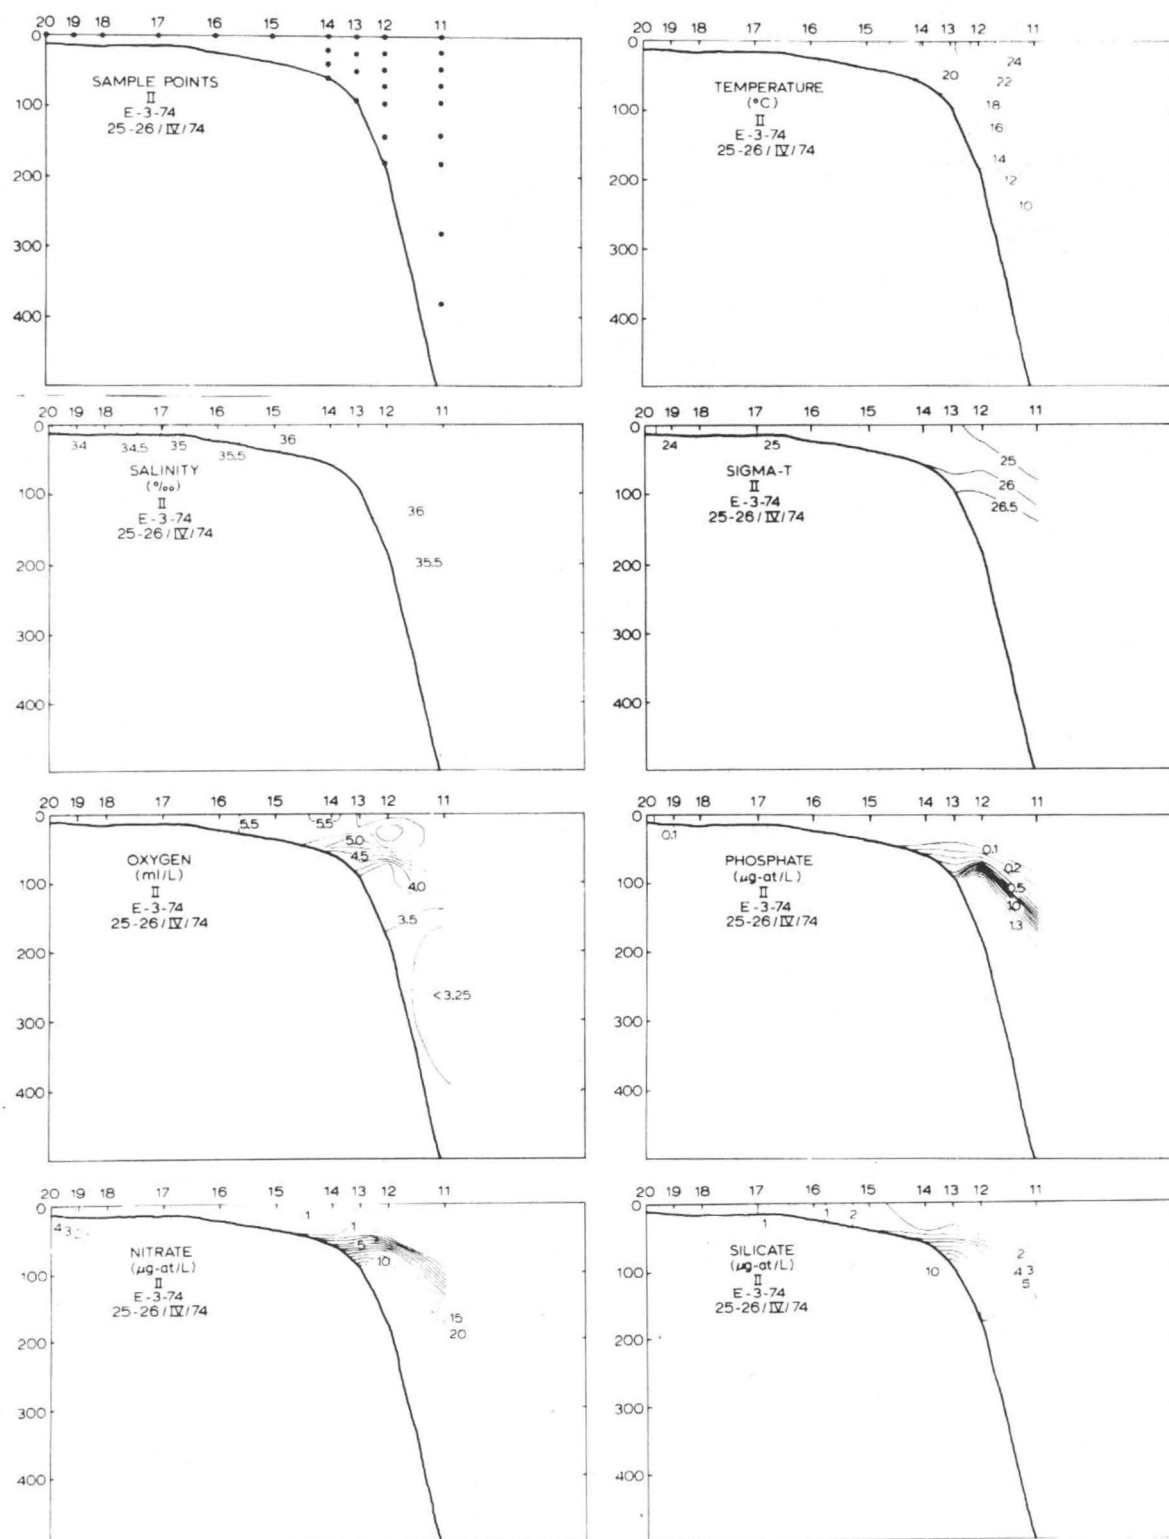 20 19 18 17 16 15 14 13 12 11
0
100
200
300
400
SAMPLE POINTS
II
E-3-74
25-26/IV/74
20 19 18 17 16 15 14 13 12 11
0
100
200
300
400
TEMPERATURE
(°C)
II
E-3-74
25-26/IV/74
20
24
22
18
16
14
12
10
20 19 18 17 16 15 14 13 12 11
0
100
200
300
400
34 34.5 35 35.5 36
SALINITY
(‰)
II
E-3-74
25-26/IV/74
36
35.5
20 19 18 17 16 15 14 13 12 11
0
100
200
300
400
24 25
SIGMA-T
II
E-3-74
25-26/IV/74
25
26
26.5
20 19 18 17 16 15 14 13 12 11
0
100
200
300
400
5.5 5.5
5.0
4.5
4.0
3.5
<3.25
OXYGEN
(ml/L)
II
E-3-74
25-26/IV/74
20 19 18 17 16 15 14 13 12 11
0
100
200
300
400
0.1
PHOSPHATE
(µg-at/L)
II
E-3-74
25-26/IV/74
0.1
0.2
0.5
1.0
1.3
20 19 18 17 16 15 14 13 12 11
0
100
200
300
400
4 3
1 1
5
10
15
20
NITRATE
(µg-at/L)
II
E-3-74
25-26/IV/74
20 19 18 17 16 15 14 13 12 11
0
100
200
300
400
1 1 2
SILICATE
(µg-at/L)
II
E-3-74
25-26/IV/74
10
2
4 3
5